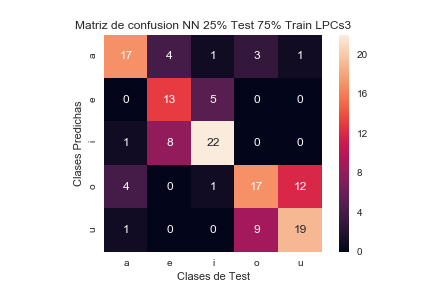 Matriz de confusion NN 25% Test 75% Train LPCs3
a 17 4 1 3 1
e 0 13 5 0 0
i 1 8 22 0 0
o 4 0 1 17 12
u 1 0 0 9 19
a e i o u
Clases de Test
Clases Predichas
20
16
12
8
4
0